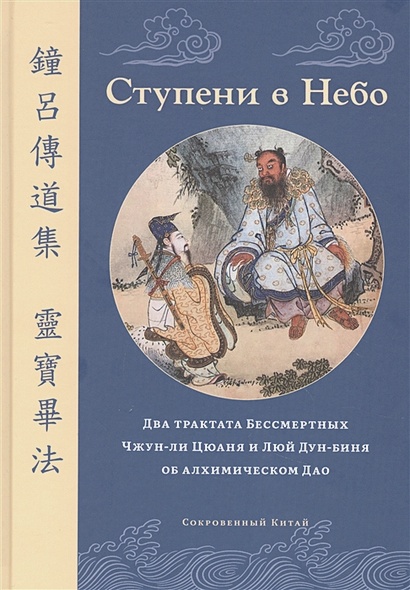 鐘呂傳道集 靈寶畢法
Ступени в Небо
Два трактата Бессмертных
Чжун-ли Цюаня и Люй Дун-биня
об алхимическом Дао
Сокровенный Китай